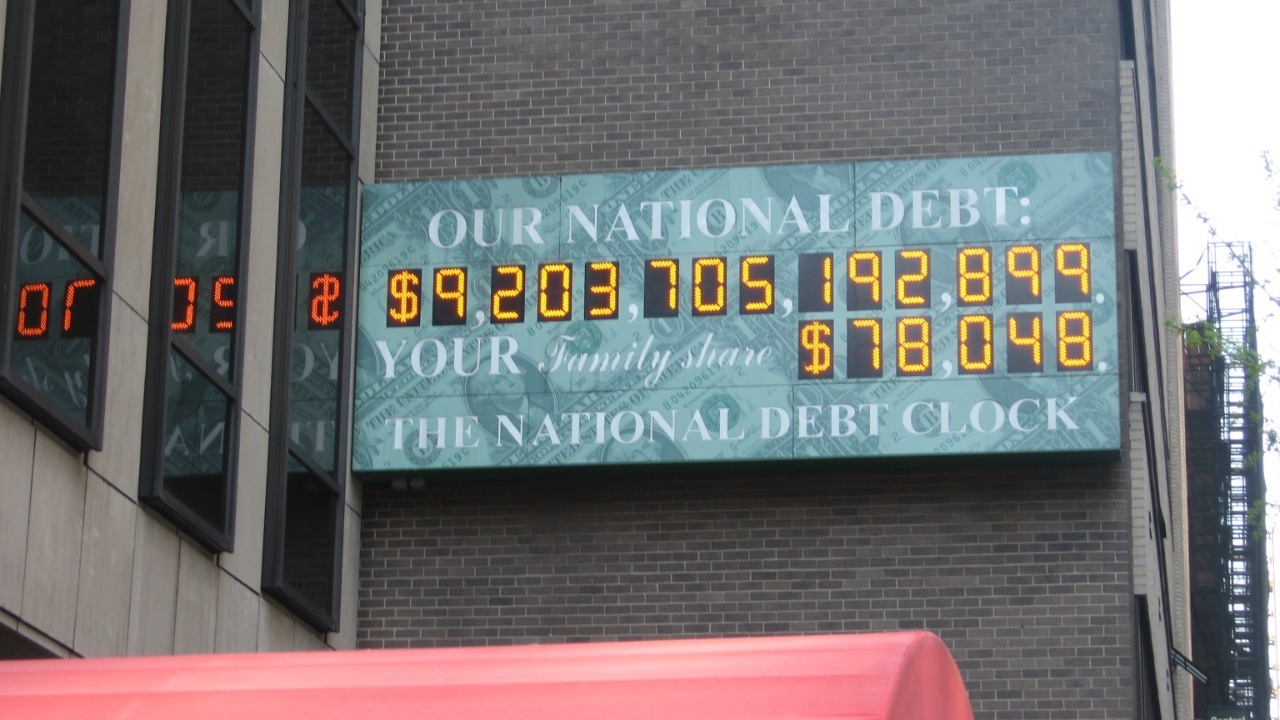 OUR NATIONAL DEBT:
$9,203,705,192,899.
YOUR Family share $78,048.
THE NATIONAL DEBT CLOCK